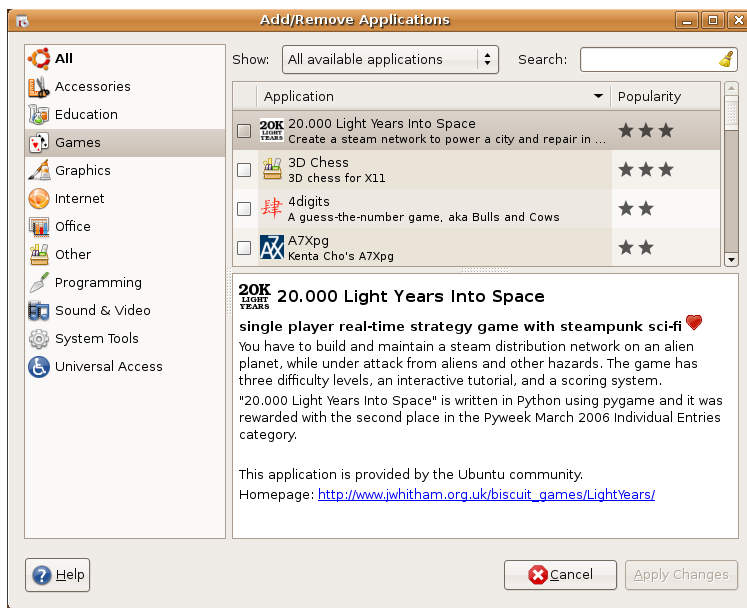 Add/Remove Applications
All
Accessories
Education
Games
Graphics
Internet
Office
Other
Programming
Sound & Video
System Tools
Universal Access
Show: All available applications Search:
Application Popularity
20K LIGHT YEARS
20.000 Light Years Into Space
Create a steam network to power a city and repair in ...
3D Chess
3D chess for X11
肆
4digits
A guess-the-number game, aka Bulls and Cows
A7X
A7Xpg
Kenta Cho's A7Xpg
20K LIGHT YEARS
20.000 Light Years Into Space
single player real-time strategy game with steampunk sci-fi
You have to build and maintain a steam distribution network on an alien
planet, while under attack from aliens and other hazards. The game has
three difficulty levels, an interactive tutorial, and a scoring system.
"20.000 Light Years Into Space" is written in Python using pygame and it was
rewarded with the second place in the Pyweek March 2006 Individual Entries
category.
This application is provided by the Ubuntu community.
Homepage: http://www.jwhitham.org.uk/biscuit_games/LightYears/
Help
Cancel
Apply Changes